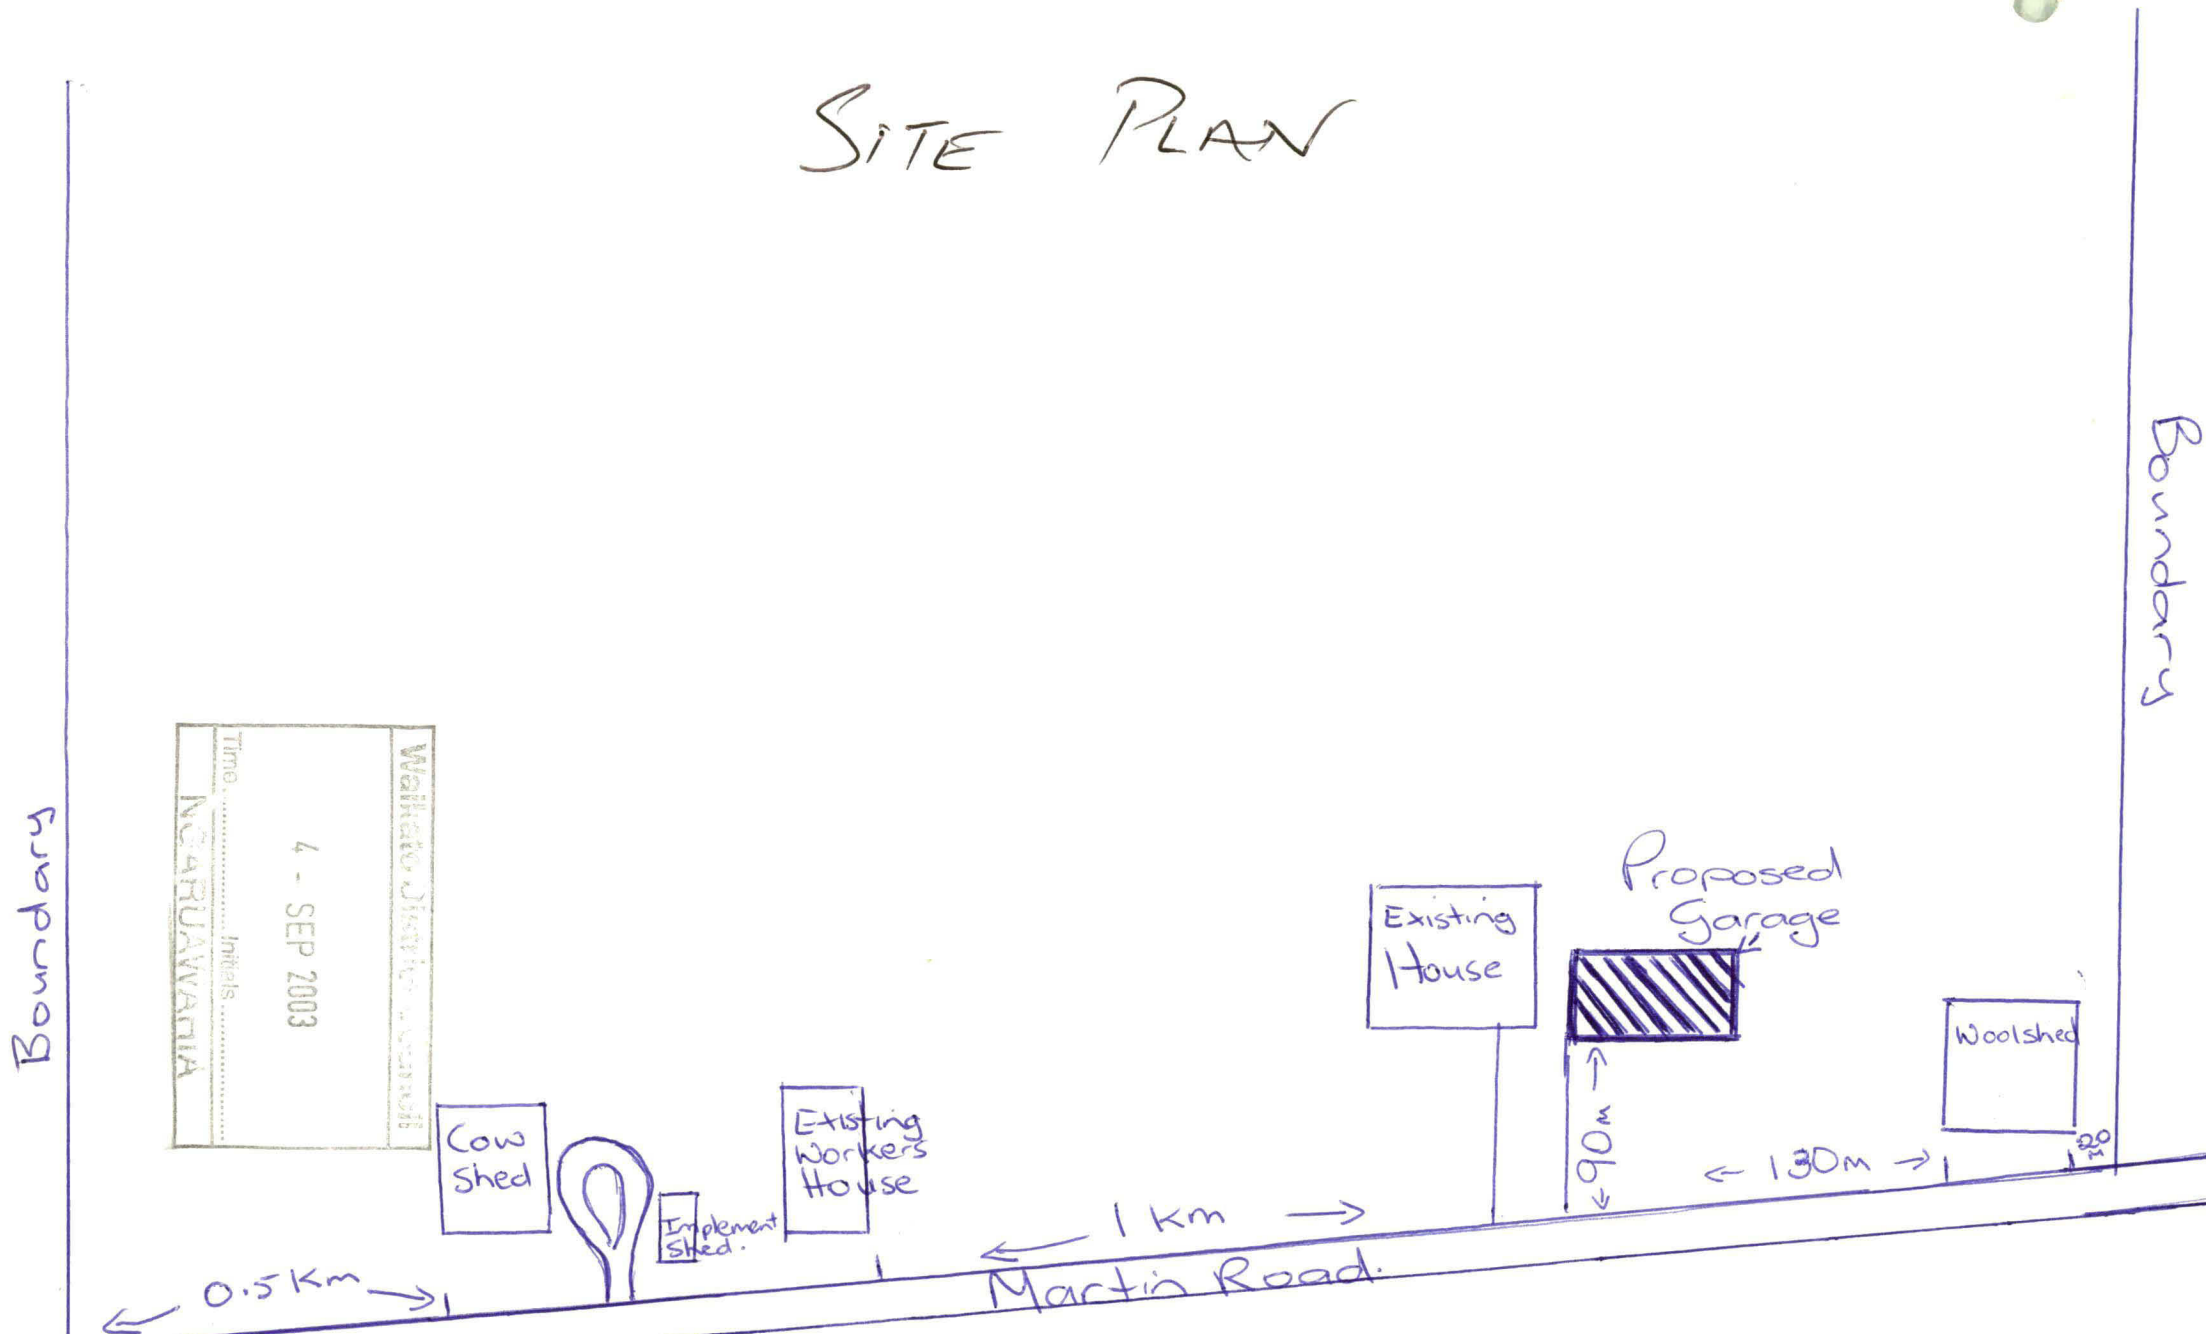 SITE PLAN
Boundary
Boundary
Waikato District Council
4 - SEP 2003
Time..............Initials..............
NGARUAWAHIA
Proposed
Garage
Existing
House
Woolshed
Cow
Shed
Existing
Workers
House
Implement
Shed.
90m
130m
20
M
1 km
0.5 Km
Martin Road.